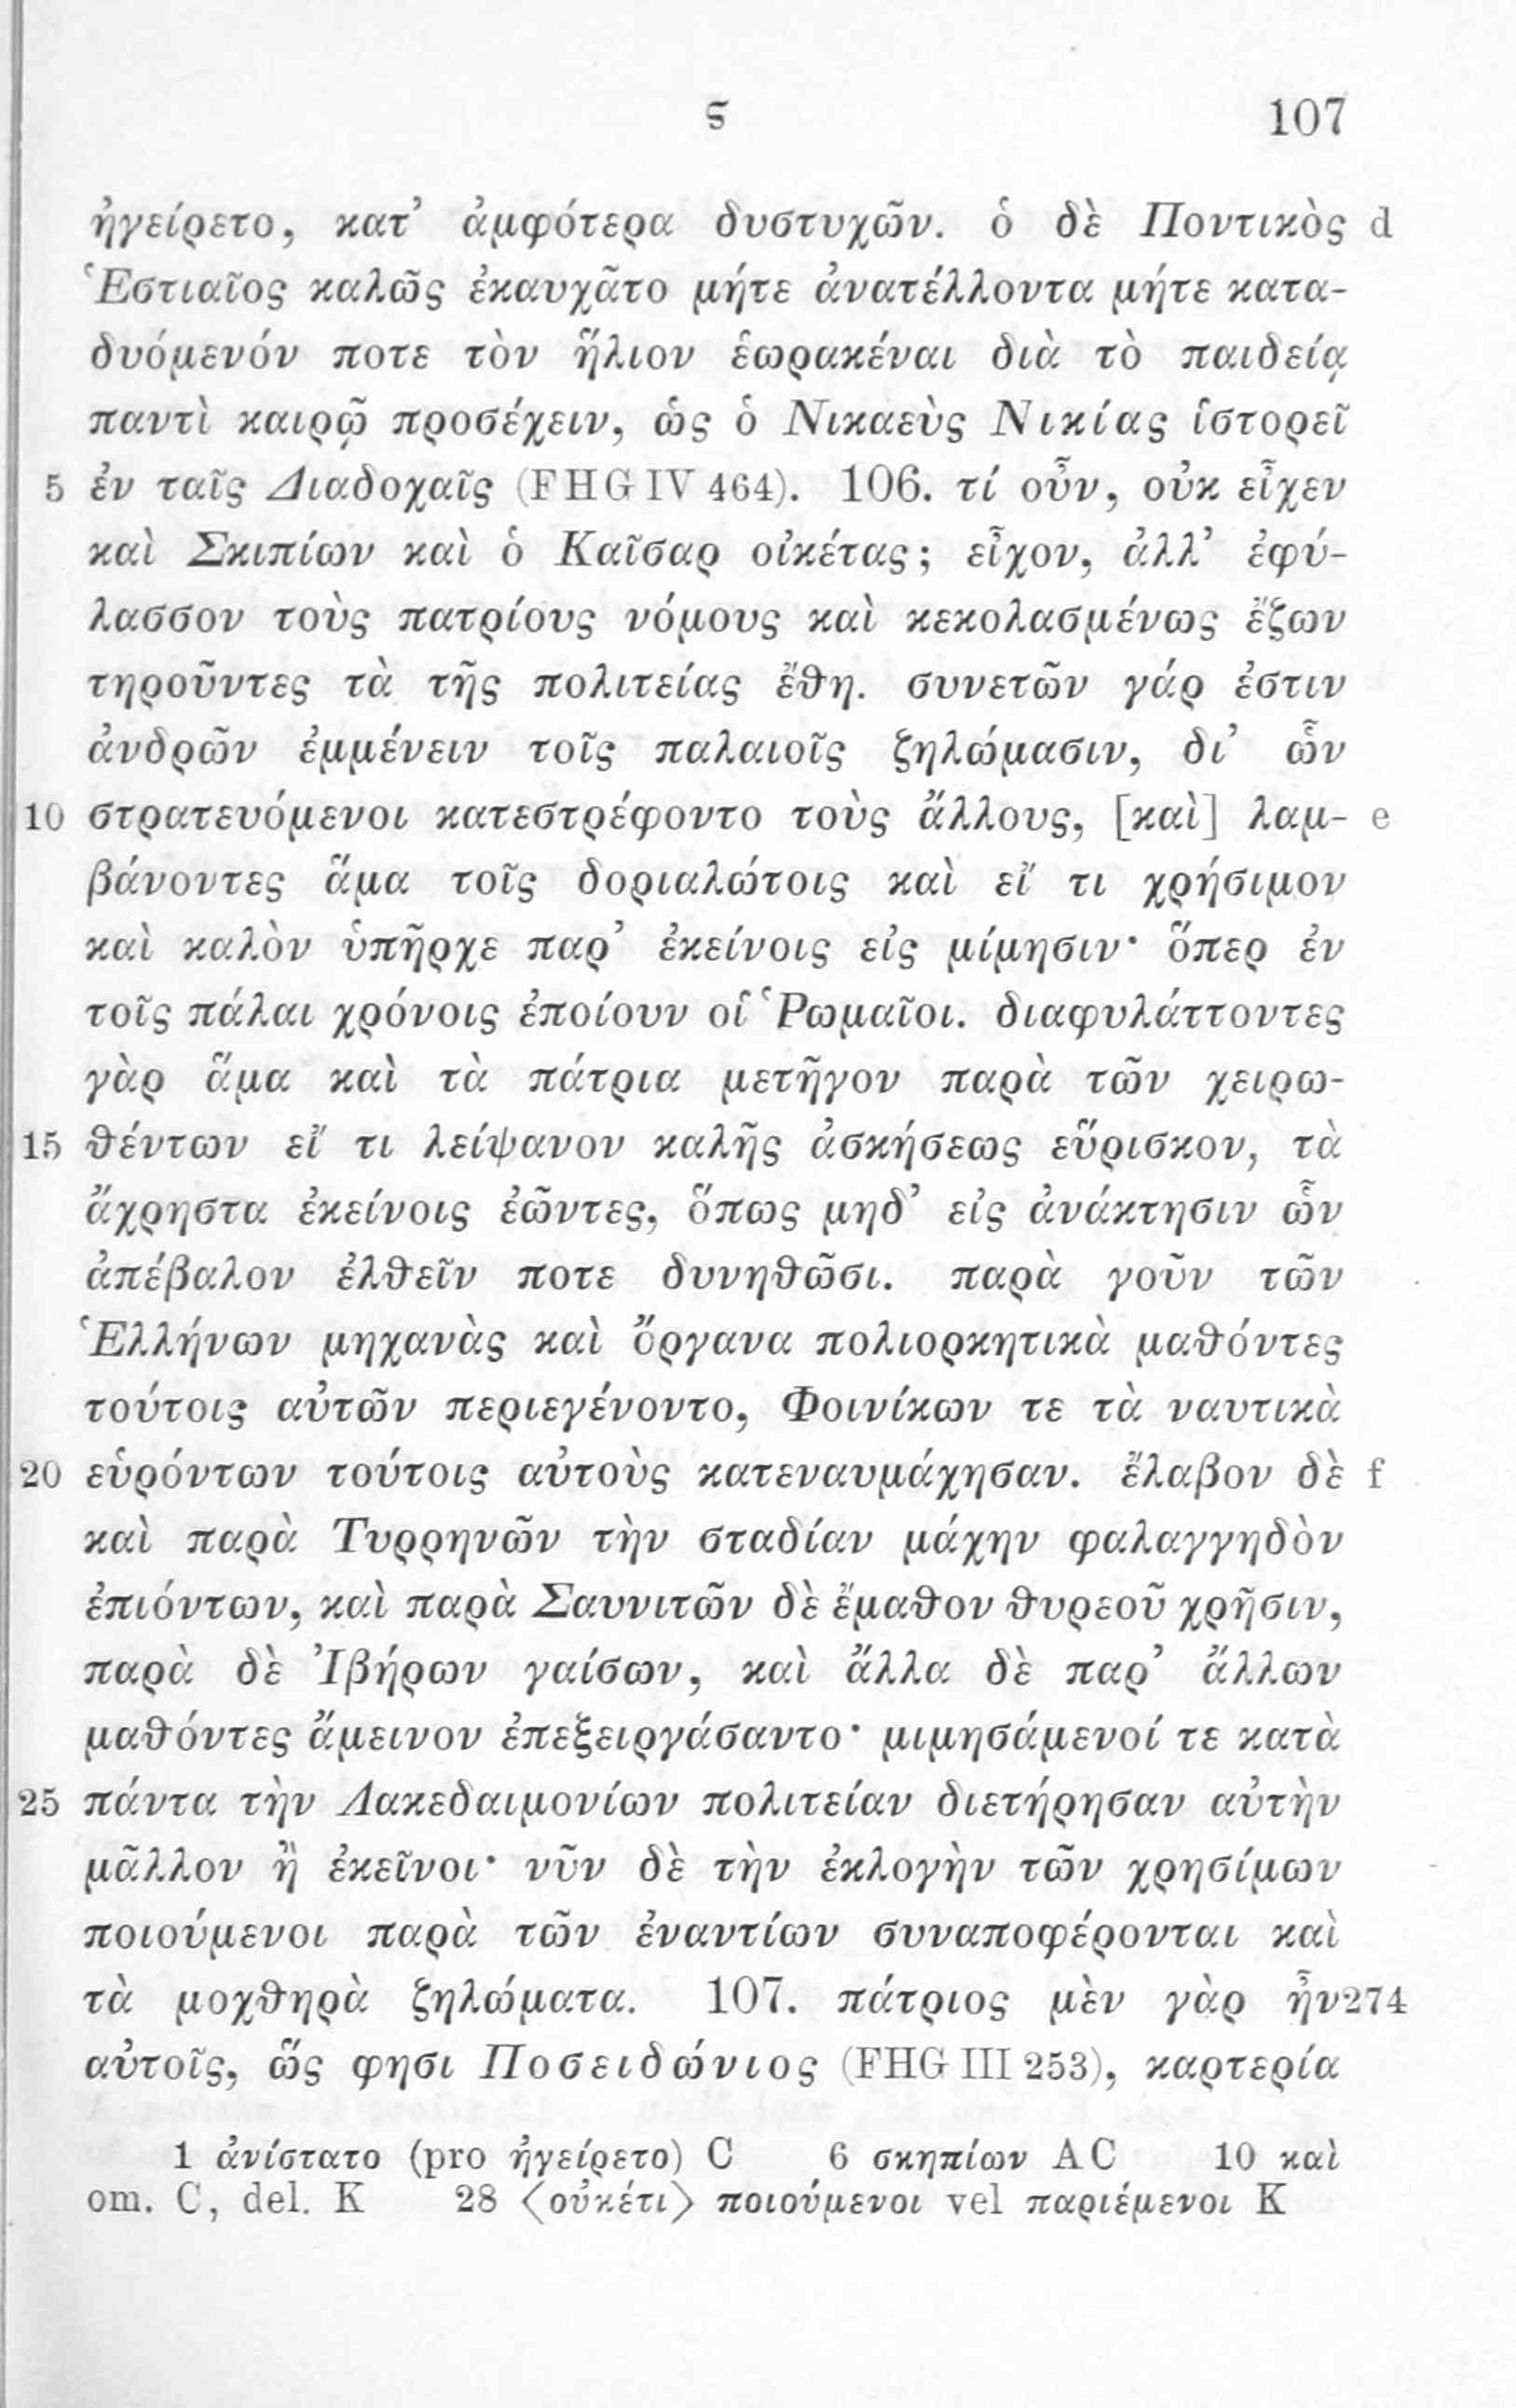 ϛ 107
ἠγείρετο, κατ’ ἀμφότερα δυστυχῶν. ὁ δὲ Ποντικὸς d
Ἑστιαῖος καλῶς ἐκαυχᾶτο μήτε ἀνατέλλοντα μήτε κατα-
δυόμενόν ποτε τὸν ἥλιον ἑωρακέναι διὰ τὸ παιδείᾳ
παντὶ καιρῷ προσέχειν, ὡς ὁ Νικαεὺς Νικίας ἱστορεῖ
5 ἐν ταῖς Διαδοχαῖς (FHG IV 464). 106. τί οὖν, οὐκ εἶχεν
καὶ Σκιπίων καὶ ὁ Καῖσαρ οἰκέτας; εἶχον, ἀλλ’ ἐφύ-
λασσον τοὺς πατρίους νόμους καὶ κεκολασμένως ἔζων
τηροῦντες τὰ τῆς πολιτείας ἔθη. συνετῶν γάρ ἐστιν
ἀνδρῶν ἐμμένειν τοῖς παλαιοῖς ζηλώμασιν, δι’ ὧν
10 στρατευόμενοι κατεστρέφοντο τοὺς ἄλλους, [καὶ] λαμ- e
βάνοντες ἅμα τοῖς δοριαλώτοις καὶ εἴ τι χρήσιμον
καὶ καλὸν ὑπῆρχε παρ’ ἐκείνοις εἰς μίμησιν· ὅπερ ἐν
τοῖς πάλαι χρόνοις ἐποίουν οἱ Ῥωμαῖοι. διαφυλάττοντες
γὰρ ἅμα καὶ τὰ πάτρια μετῆγον παρὰ τῶν χειρω-
15 θέντων εἴ τι λείψανον καλῆς ἀσκήσεως εὕρισκον, τὰ
ἄχρηστα ἐκείνοις ἐῶντες, ὅπως μηδ’ εἰς ἀνάκτησιν ὧν
ἀπέβαλον ἐλθεῖν ποτε δυνηθῶσι. παρὰ γοῦν τῶν
Ἑλλήνων μηχανὰς καὶ ὄργανα πολιορκητικὰ μαθόντες
τούτοις αὐτῶν περιεγένοντο, Φοινίκων τε τὰ ναυτικὰ
20 εὑρόντων τούτοις αὐτοὺς κατεναυμάχησαν. ἔλαβον δὲ f
καὶ παρὰ Τυρρηνῶν τὴν σταδίαν μάχην φαλαγγηδὸν
ἐπιόντων, καὶ παρὰ Σαυνιτῶν δὲ ἔμαθον θυρεοῦ χρῆσιν,
παρὰ δὲ Ἰβήρων γαίσων, καὶ ἄλλα δὲ παρ’ ἄλλων
μαθόντες ἄμεινον ἐπεξειργάσαντο· μιμησάμενοί τε κατὰ
25 πάντα τὴν Λακεδαιμονίων πολιτείαν διετήρησαν αὐτὴν
μᾶλλον ἢ ἐκεῖνοι· νῦν δὲ τὴν ἐκλογὴν τῶν χρησίμων
ποιούμενοι παρὰ τῶν ἐναντίων συναποφέρονται καὶ
τὰ μοχθηρὰ ζηλώματα. 107. πάτριος μὲν γὰρ ἦν 274
αὐτοῖς, ὥς φησι Ποσειδώνιος (FHG III 253), καρτερία
1 ἀνίστατο (pro ἠγείρετο) C 6 σκηπίων AC 10 καὶ
om. C, del. K 28 ⟨οὐκέτι⟩ ποιούμενοι vel παριέμενοι K